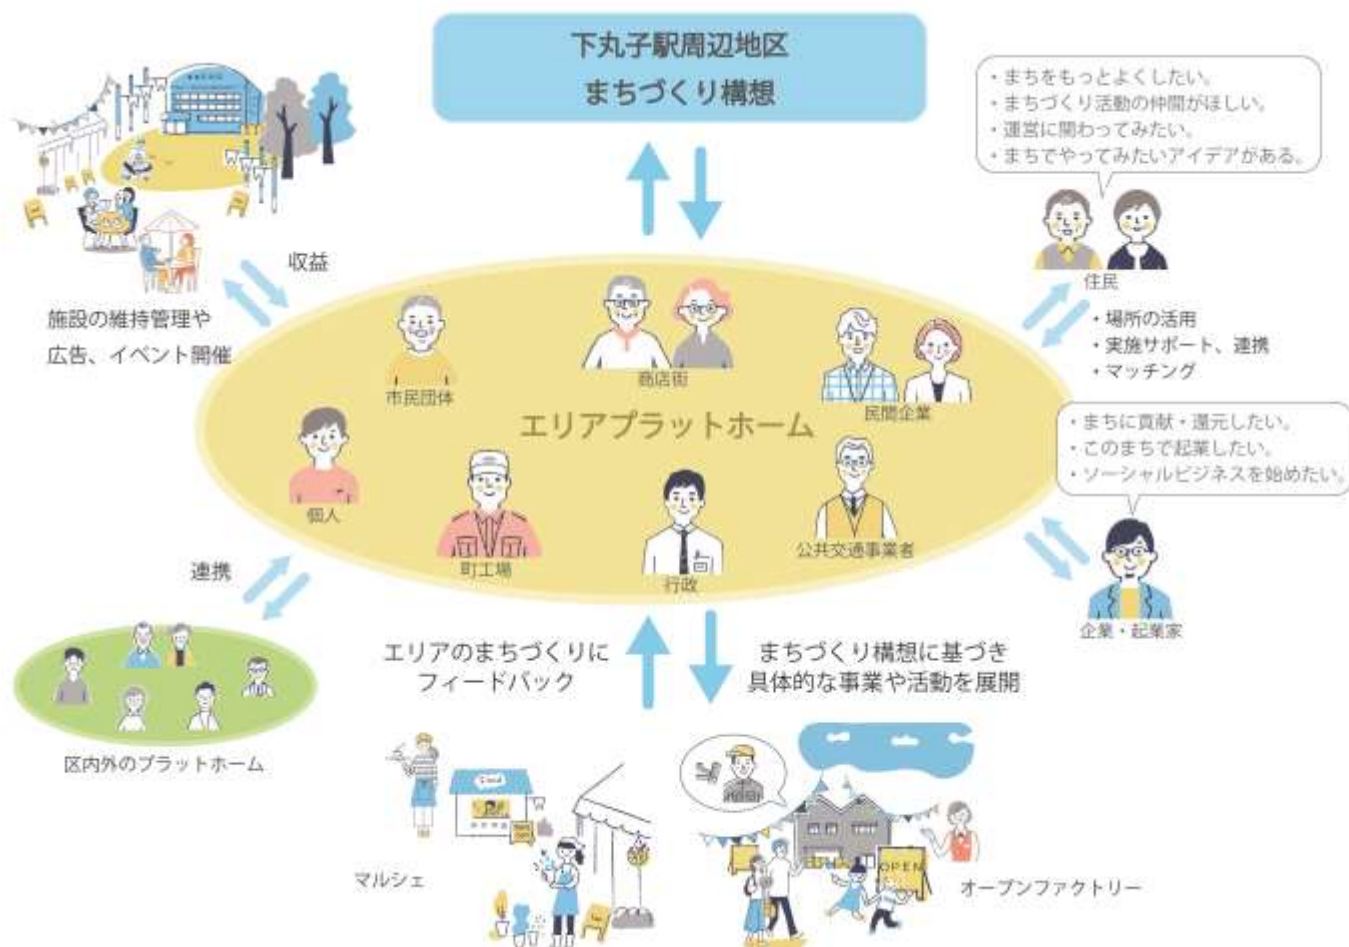 下丸子駅周辺地区
まちづくり構想
・まちをもっとよくしたい。
・まちづくり活動の仲間がほしい。
・運営に関わってみたい。
・まちでやってみたいアイデアがある。
住民
収益
施設の維持管理や
広告、イベント開催
・場所の活用
・実施サポート、連携
・マッチング
市民団体
商店街
民間企業
エリアプラットホーム
・まちに貢献・還元したい。
・このまちで起業したい。
・ソーシャルビジネスを始めたい。
個人
町工場
行政
公共交通事業者
企業・起業家
連携
区内外のプラットホーム
エリアのまちづくりに
フィードバック
まちづくり構想に基づき
具体的な事業や活動を展開
マルシェ
OPEN
オープンファクトリー